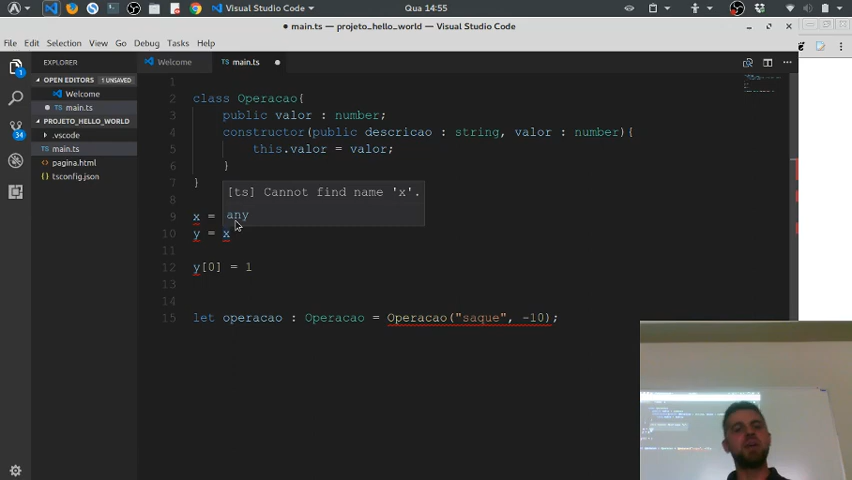 Visual Studio Code
Qua 14:55
main.ts - projeto_hello_world - Visual Studio Code
File Edit Selection View Go Debug Tasks Help
EXPLORER
Welcome
main.ts
OPEN EDITORS 1 UNSAVED
Welcome
main.ts
PROJETO_HELLO_WORLD
.vscode
main.ts
pagina.html
tsconfig.json
1
34
1
2 class Operacao{
3 public valor : number;
4 constructor(public descricao : string, valor : number){
5 this.valor = valor;
6 }
7 }
8
[ts] Cannot find name 'x'.
any
9 x =
10 y = x
11
12 y[0] = 1
13
14
15 let operacao : Operacao = Operacao("saque", -10);